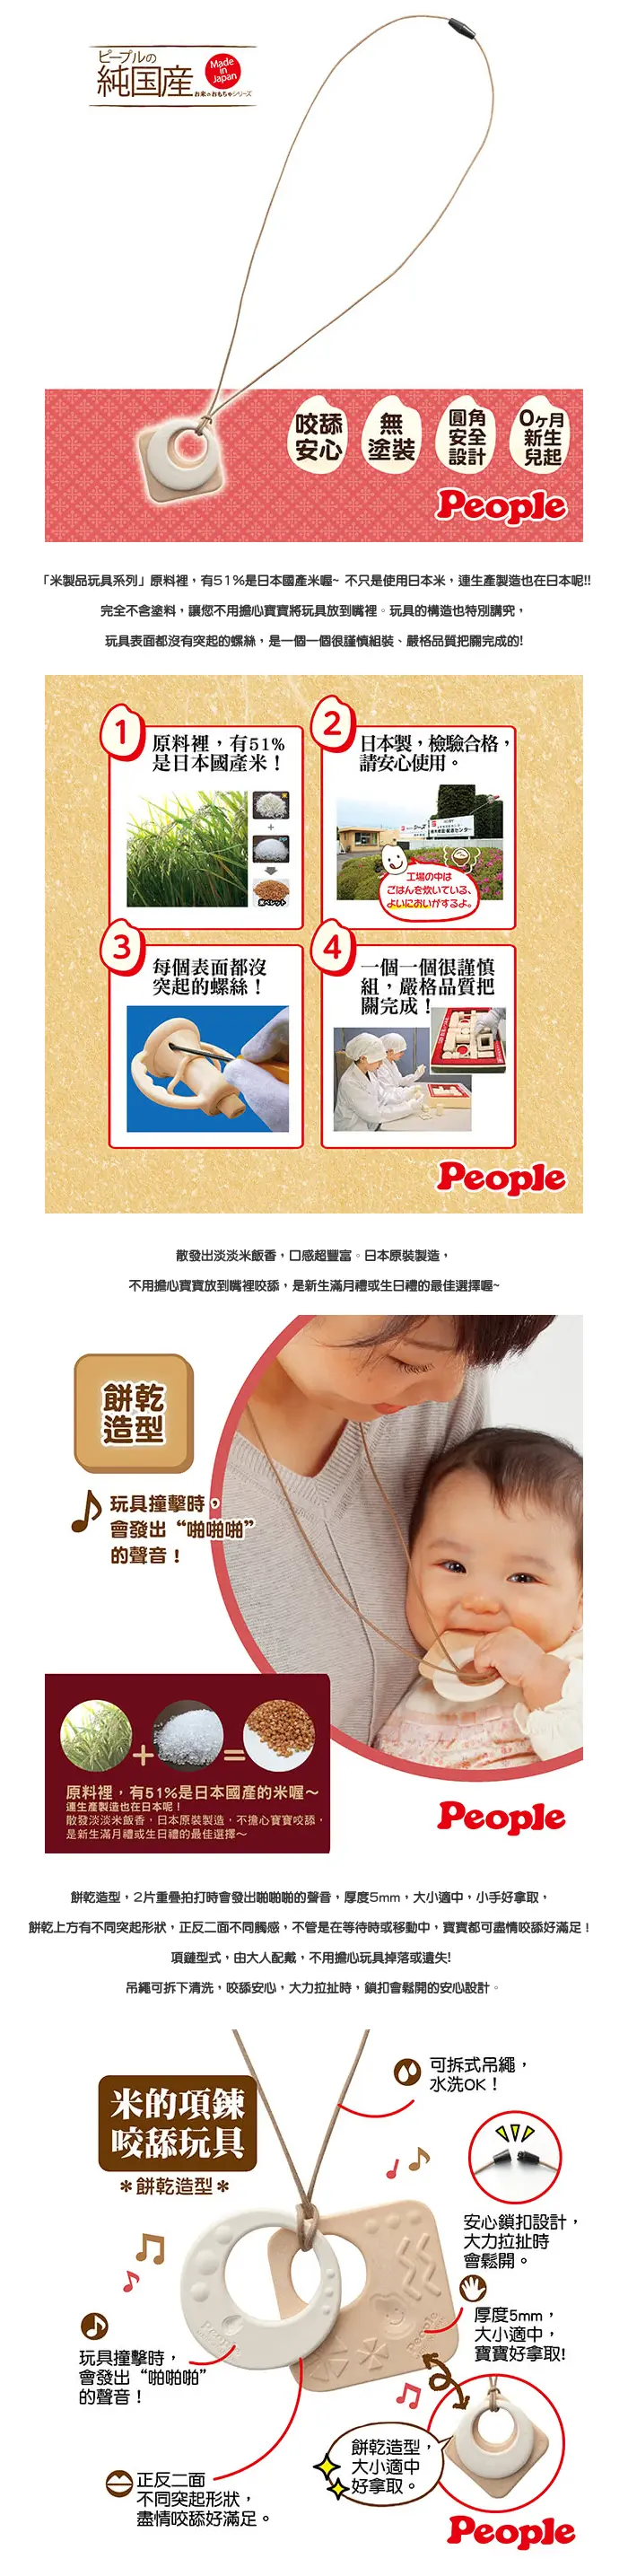 ピープルの
純国産
Made
in
Japan
お米のおもちゃシリーズ
咬舔
安心
無
塗裝
圓角
安全
設計
0ヶ月
新生
兒起
People
「米製品玩具系列」原料裡，有51%是日本國產米喔~ 不只是使用日本米，連生產製造也在日本呢!!
完全不含塗料，讓您不用擔心寶寶將玩具放到嘴裡。玩具的構造也特別講究，
玩具表面都沒有突起的螺絲，是一個一個很謹慎組裝、嚴格品質把關完成的!
1
原料裡，有51%
是日本國產米！
+
米ペレット
2
日本製，檢驗合格，
請安心使用。
工場の中は
ごはんを炊いている、
よいにおいがするよ。
3
每個表面都沒
突起的螺絲！
4
一個一個很謹慎
組，嚴格品質把
關完成！
People
散發出淡淡米飯香，口感超豐富。日本原裝製造，
不用擔心寶寶放到嘴裡咬舔，是新生滿月禮或生日禮的最佳選擇喔~
餅乾
造型
玩具撞擊時，
會發出“啪啪啪”
的聲音！
+
=
原料裡，有51%是日本國產的米喔～
連生產製造也在日本呢！
散發淡淡米飯香，日本原裝製造，不擔心寶寶咬舔，
是新生滿月禮或生日禮的最佳選擇～
People
餅乾造型，2片重疊拍打時會發出啪啪啪的聲音，厚度5mm，大小適中，小手好拿取，
餅乾上方有不同突起形狀，正反二面不同觸感，不管是在等待時或移動中，寶寶都可盡情咬舔好滿足！
項鏈型式，由大人配戴，不用擔心玩具掉落或遺失!
吊繩可拆下清洗，咬舔安心，大力拉扯時，鎖扣會鬆開的安心設計。
米的項鍊
咬舔玩具
＊餅乾造型＊
可拆式吊繩，
水洗OK！
安心鎖扣設計，
大力拉扯時
會鬆開。
厚度5mm，
大小適中，
寶寶好拿取!
people
people
玩具撞擊時，
會發出“啪啪啪”
的聲音！
正反二面
不同突起形狀，
盡情咬舔好滿足。
餅乾造型，
大小適中
好拿取。
People